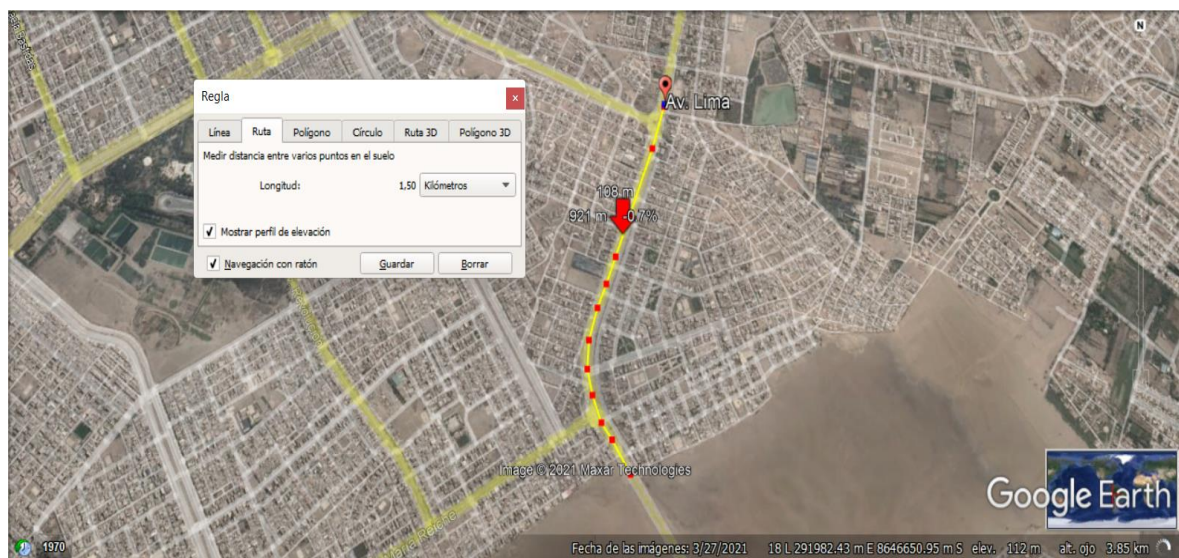 N
Regla
x
Línea Ruta Polígono Círculo Ruta 3D Polígono 3D
Medir distancia entre varios puntos en el suelo
Longitud: 1,50 Kilómetros
Mostrar perfil de elevación
Navegación con ratón Guardar Borrar
Av. Lima
108 m
921 m -0.7%
Image © 2021 Maxar Technologies
Google Earth
1970
Fecha de las imágenes: 3/27/2021 18 L 291982.43 m E 8646650.95 m S elev. 112 m alt. ojo 3.85 km